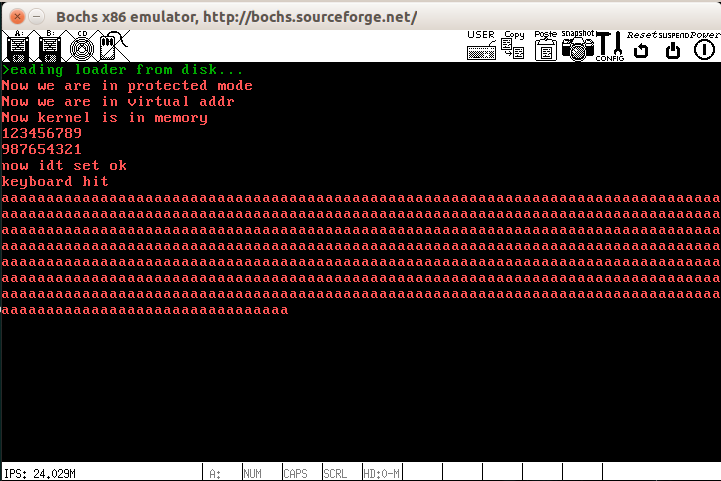 Bochs x86 emulator, http://bochs.sourceforge.net/
A: B: CD USER Copy Paste snapshot CONFIG Reset SUSPEND Power
>eading loader from disk...
Now we are in protected mode
Now we are in virtual addr
Now kernel is in memory
123456789
987654321
now idt set ok
keyboard hit
aaaaaaaaaaaaaaaaaaaaaaaaaaaaaaaaaaaaaaaaaaaaaaaaaaaaaaaaaaaaaaaaaaaaaaaaaaaaaaaa
aaaaaaaaaaaaaaaaaaaaaaaaaaaaaaaaaaaaaaaaaaaaaaaaaaaaaaaaaaaaaaaaaaaaaaaaaaaaaaaa
aaaaaaaaaaaaaaaaaaaaaaaaaaaaaaaaaaaaaaaaaaaaaaaaaaaaaaaaaaaaaaaaaaaaaaaaaaaaaaaa
aaaaaaaaaaaaaaaaaaaaaaaaaaaaaaaaaaaaaaaaaaaaaaaaaaaaaaaaaaaaaaaaaaaaaaaaaaaaaaaa
aaaaaaaaaaaaaaaaaaaaaaaaaaaaaaaaaaaaaaaaaaaaaaaaaaaaaaaaaaaaaaaaaaaaaaaaaaaaaaaa
aaaaaaaaaaaaaaaaaaaaaaaaaaaaaaaaaaaaaaaaaaaaaaaaaaaaaaaaaaaaaaaaaaaaaaaaaaaaaaaa
aaaaaaaaaaaaaaaaaaaaaaaaaaaaaaaaaaaaaaaaaaaaaaaaaaaaaaaaaaaaaaaaaaaaaaaaaaaaaaaa
aaaaaaaaaaaaaaaaaaaaaaaaaaaaaaaa
IPS: 24.029M A: NUM CAPS SCRL HD:0-M